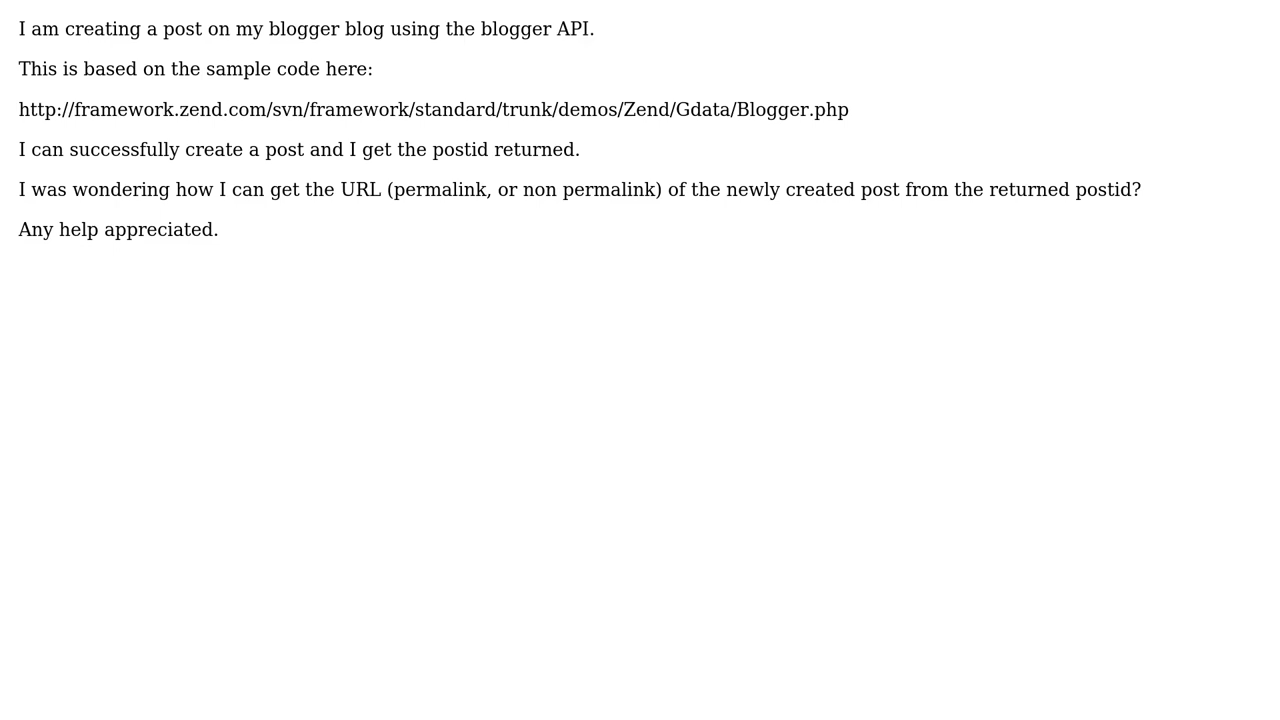 I am creating a post on my blogger blog using the blogger API.
This is based on the sample code here:
http://framework.zend.com/svn/framework/standard/trunk/demos/Zend/Gdata/Blogger.php
I can successfully create a post and I get the postid returned.
I was wondering how I can get the URL (permalink, or non permalink) of the newly created post from the returned postid?
Any help appreciated.